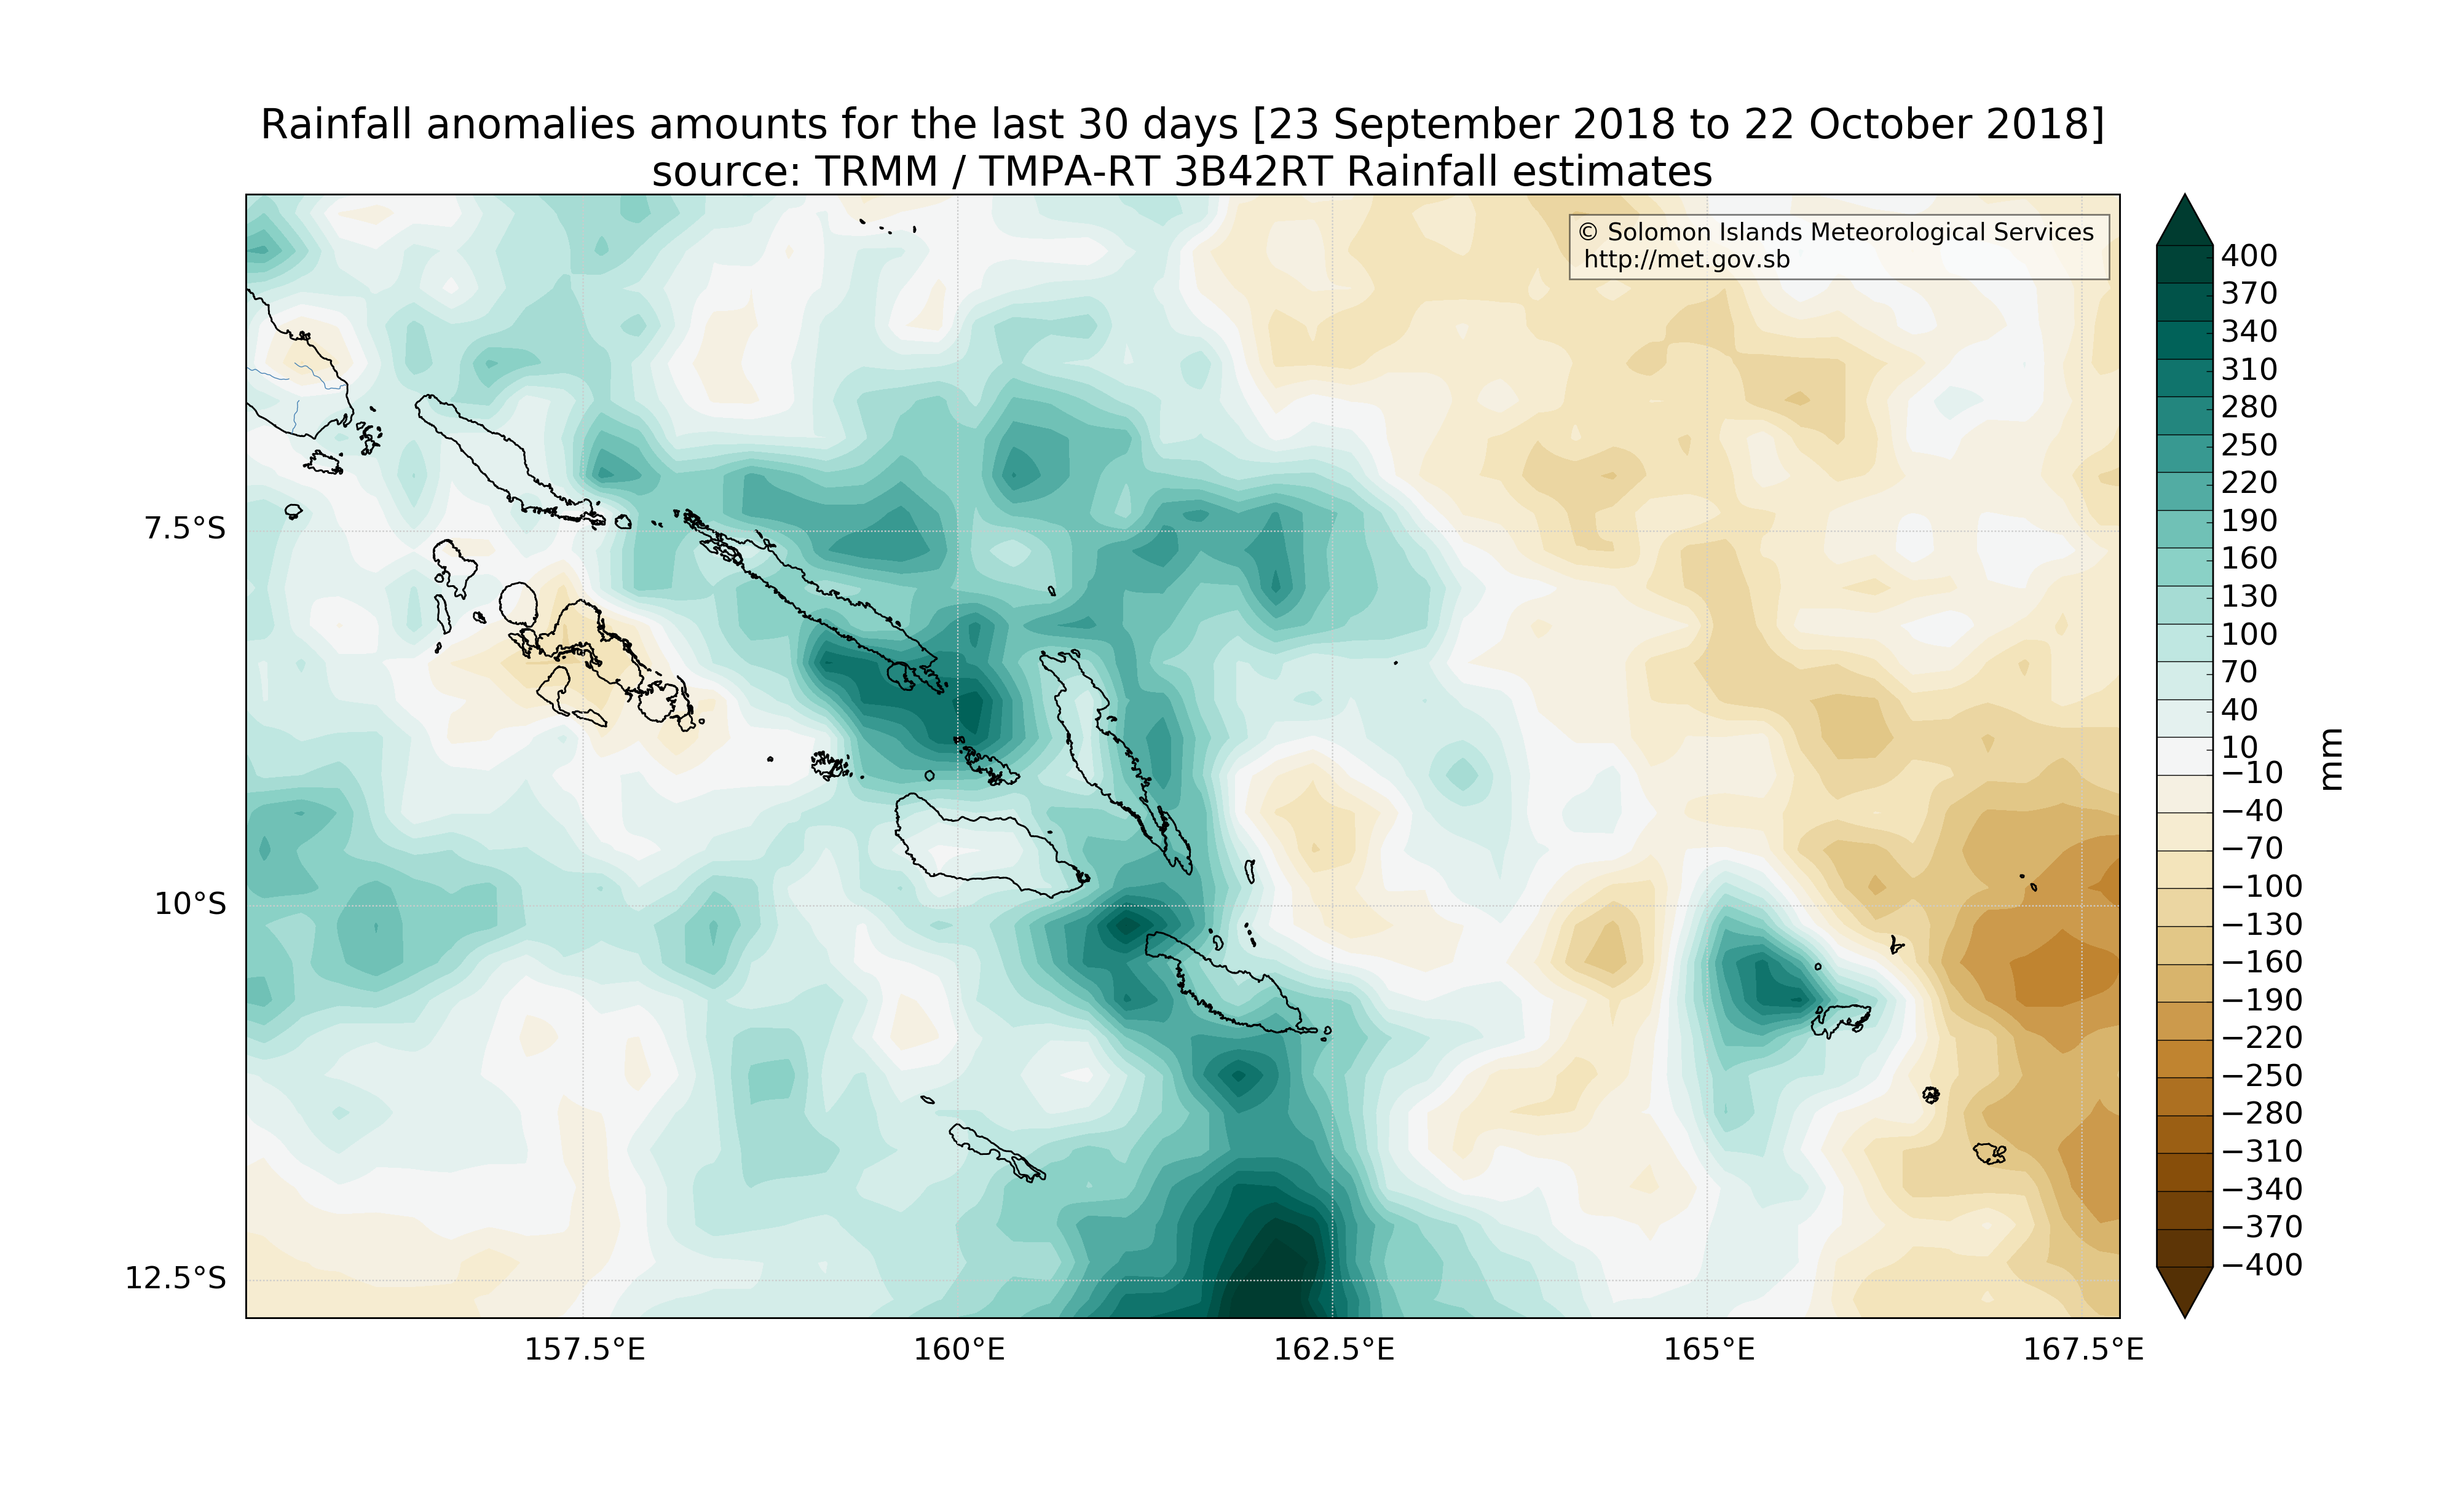 Rainfall anomalies amounts for the last 30 days [23 September 2018 to 22 October 2018]
source: TRMM / TMPA-RT 3B42RT Rainfall estimates
© Solomon Islands Meteorological Services
http://met.gov.sb
7.5°S
10°S
12.5°S
157.5°E
160°E
162.5°E
165°E
167.5°E
400
370
340
310
280
250
220
190
160
130
100
70
40
10
−10
−40
−70
−100
−130
−160
−190
−220
−250
−280
−310
−340
−370
−400
mm